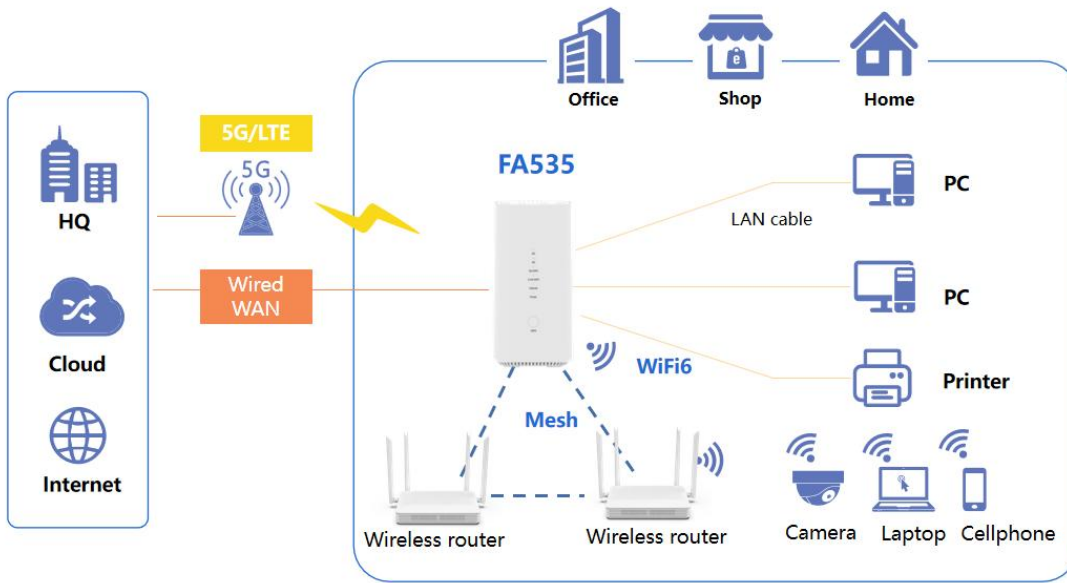 Office
Shop
Home
5G/LTE
5G
FA535
HQ
PC
LAN cable
Wired
WAN
PC
Cloud
WiFi6
Printer
Mesh
Internet
Wireless router
Wireless router
Camera
Laptop
Cellphone
e